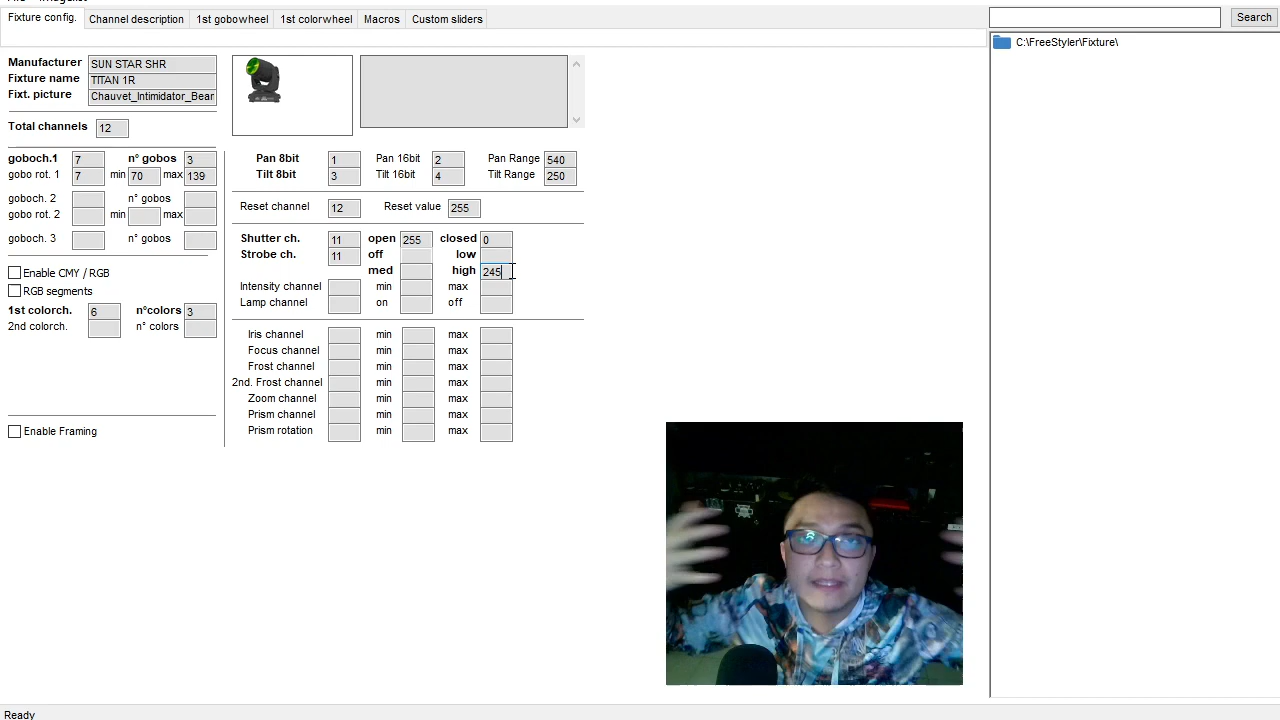 Fixture config. Channel description 1st gobowheel 1st colorwheel Macros Custom sliders
Search
C:\FreeStyler\Fixture\
Manufacturer SUN STAR SHR
Fixture name TITAN 1R
Fixt. picture Chauvet_Intimidator_Bear
Total channels 12
goboch.1 7 n° gobos 3
gobo rot. 1 7 min 70 max 139
goboch. 2 n° gobos
gobo rot. 2 min max
goboch. 3 n° gobos
Enable CMY / RGB
RGB segments
1st colorch. 6 n°colors 3
2nd colorch. n° colors
Enable Framing
Pan 8bit 1 Pan 16bit 2 Pan Range 540
Tilt 8bit 3 Tilt 16bit 4 Tilt Range 250
Reset channel 12 Reset value 255
Shutter ch. 11 open 255 closed 0
Strobe ch. 11 off low
med high 245
Intensity channel min max
Lamp channel on off
Iris channel min max
Focus channel min max
Frost channel min max
2nd. Frost channel min max
Zoom channel min max
Prism channel min max
Prism rotation min max
Ready